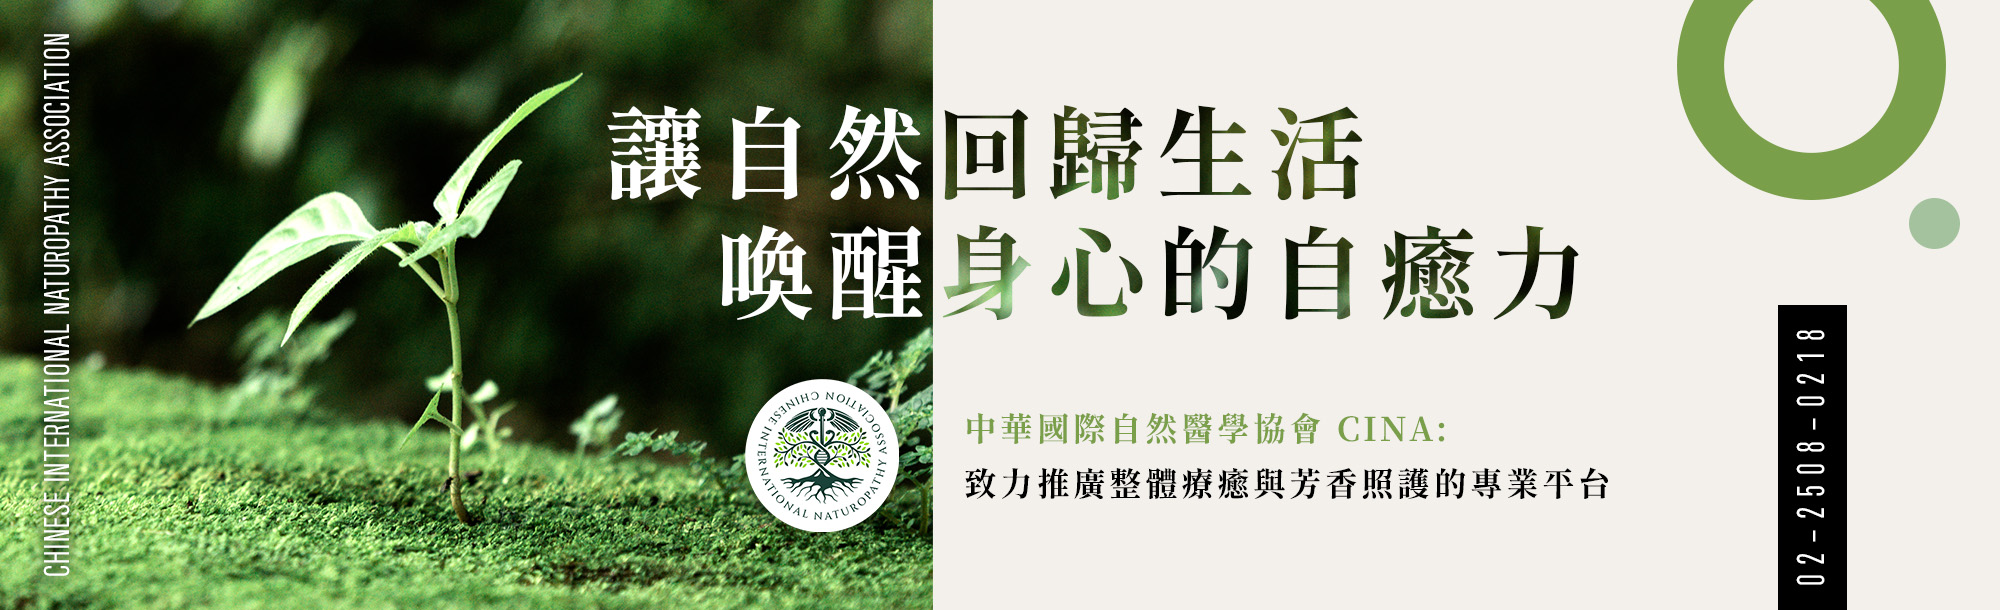 CHINESE INTERNATIONAL NATUROPATHY ASSOCIATION
讓自然回歸生活
喚醒身心的自癒力
CHINESE INTERNATIONAL NATUROPATHY ASSOCIATION
中華國際自然醫學協會 CINA:
致力推廣整體療癒與芳香照護的專業平台
02-2508-0218